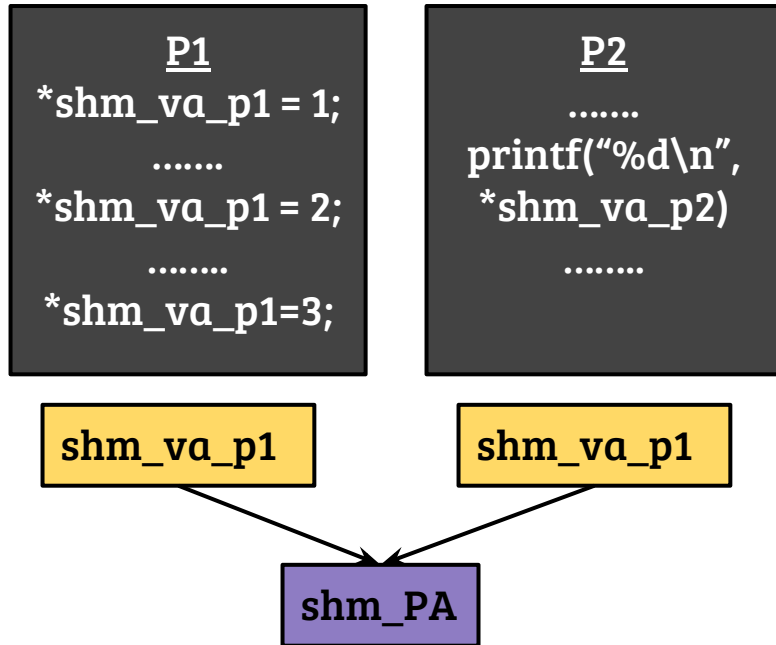 P1
*shm_va_p1 = 1;
…….
*shm_va_p1 = 2;
……..
*shm_va_p1=3;
P2
…….
printf(“%d\n”,
*shm_va_p2)
……..
shm_va_p1
shm_va_p1
shm_PA